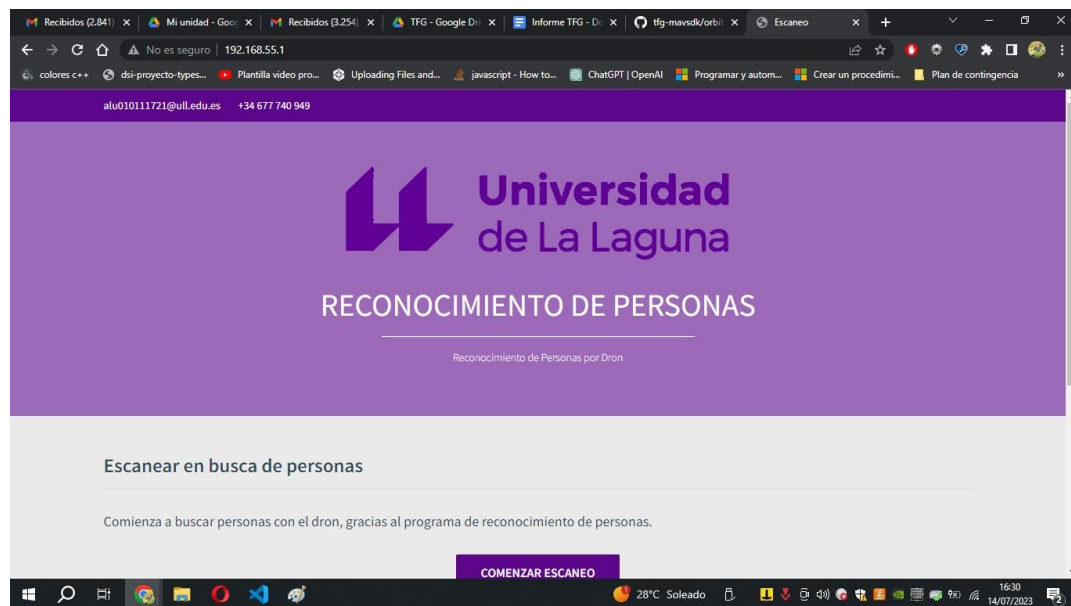 Recibidos (2.841)
Mi unidad - Goo
Recibidos (3.254)
TFG - Google Dri
Informe TFG - Do
tfg-mavsdk/orbit
Escaneo
No es seguro
192.168.55.1
colores c++
dsi-proyecto-types...
Plantilla video pro...
Uploading Files and...
javascript - How to...
ChatGPT | OpenAI
Programar y autom...
Crear un procedimi...
Plan de contingencia
»
alu010111721@ull.edu.es +34 677 740 949
Universidad
de La Laguna
RECONOCIMIENTO DE PERSONAS
Reconocimiento de Personas por Dron
Escanear en busca de personas
Comienza a buscar personas con el dron, gracias al programa de reconocimiento de personas.
COMENZAR ESCANEO
28°C Soleado
16:30
14/07/2023
2